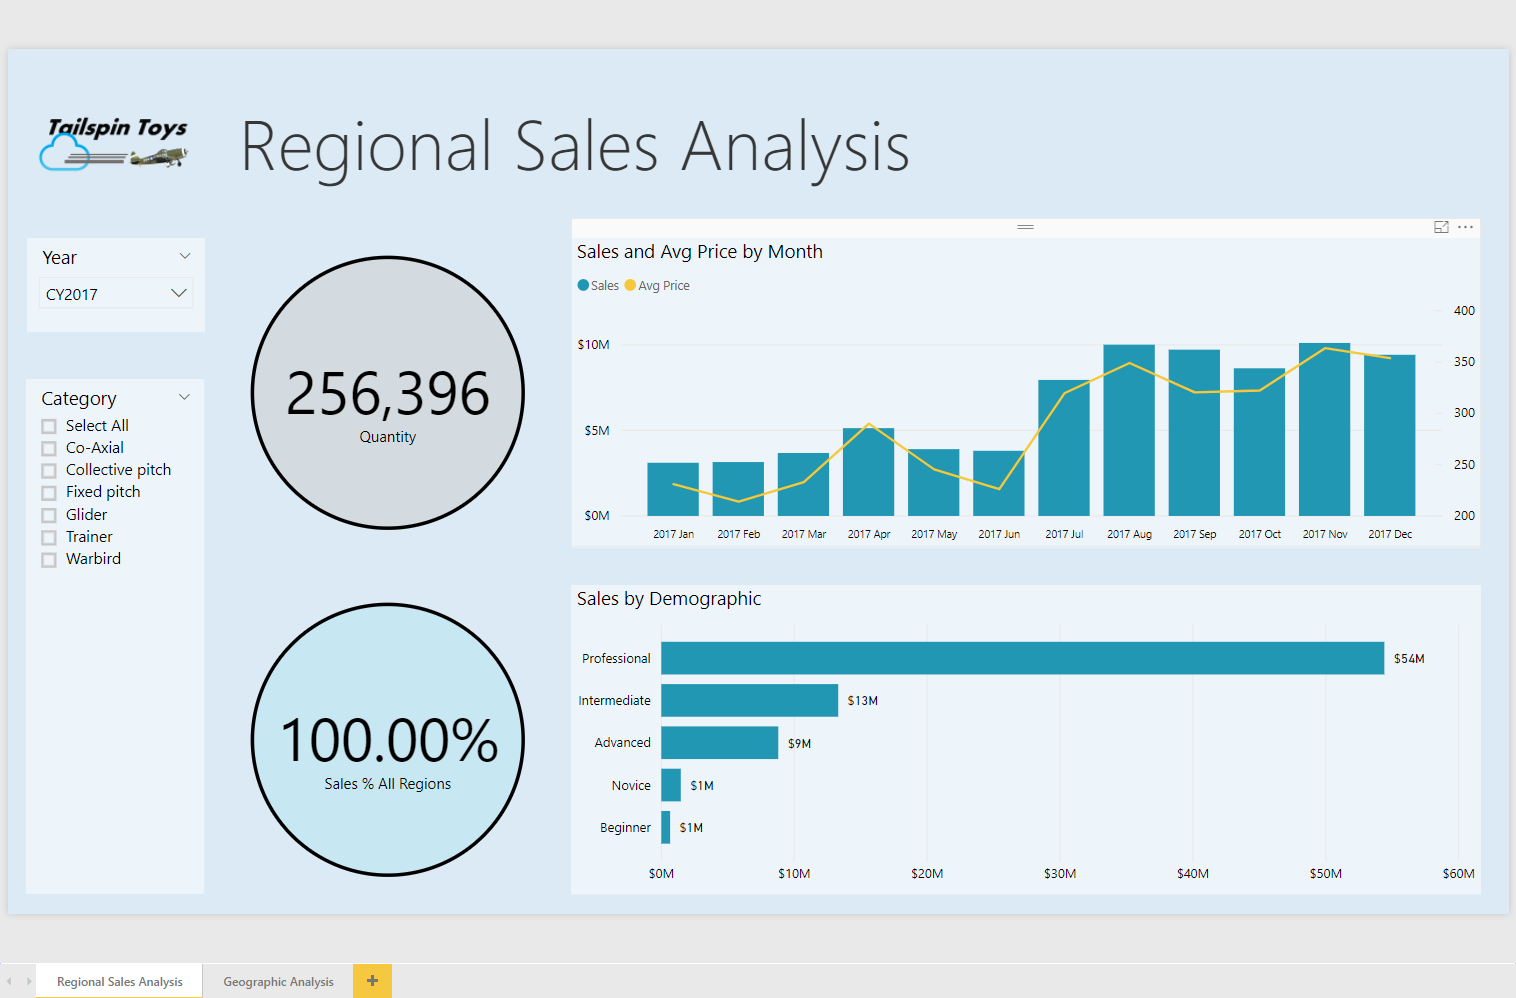 Tailspin Toys
Regional Sales Analysis
Year
CY2017
Category
Select All
Co-Axial
Collective pitch
Fixed pitch
Glider
Trainer
Warbird
256,396
Quantity
100.00%
Sales % All Regions
Sales and Avg Price by Month
Sales Avg Price
400
$10M
350
300
$5M
250
$0M
200
2017 Jan 2017 Feb 2017 Mar 2017 Apr 2017 May 2017 Jun 2017 Jul 2017 Aug 2017 Sep 2017 Oct 2017 Nov 2017 Dec
Sales by Demographic
Professional $54M
Intermediate $13M
Advanced $9M
Novice $1M
Beginner $1M
$0M $10M $20M $30M $40M $50M $60M
Regional Sales Analysis Geographic Analysis +